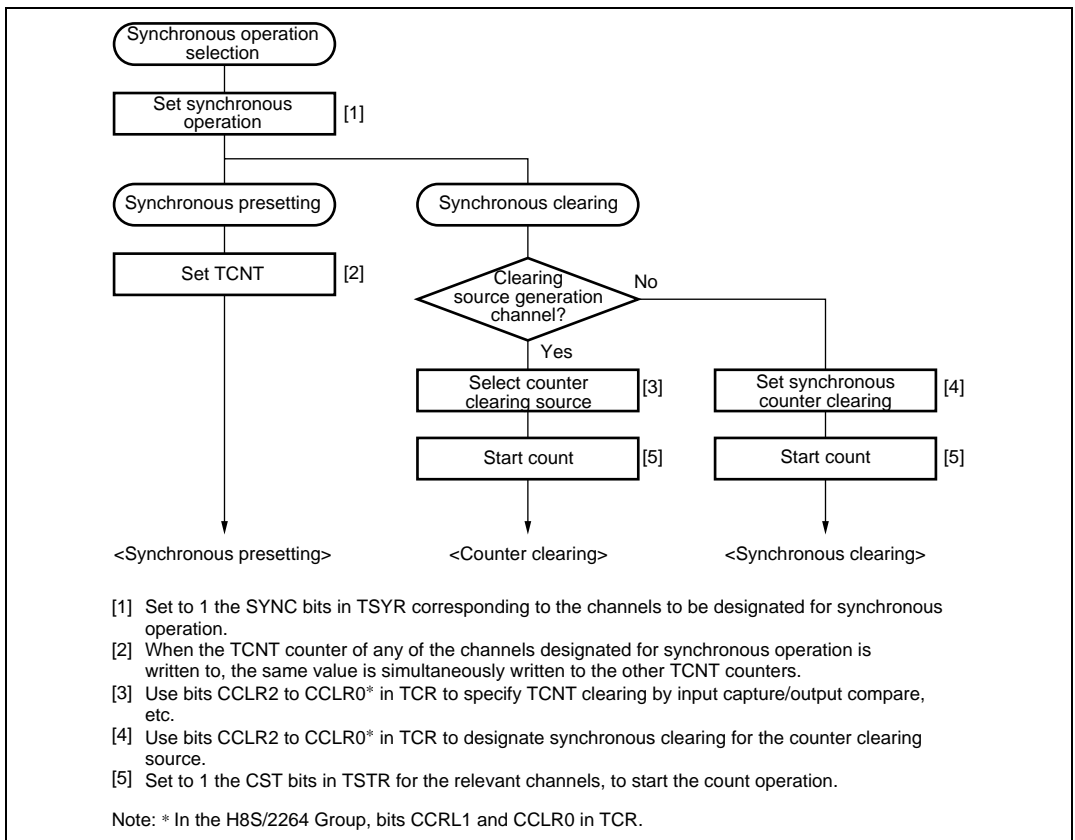 Synchronous operation
selection
Set synchronous
operation
[1]
Synchronous presetting
Synchronous clearing
Set TCNT
[2]
Clearing
source generation
channel?
No
Yes
Select counter
clearing source
[3]
Set synchronous
counter clearing
[4]
Start count
[5]
Start count
[5]
<Synchronous presetting>
<Counter clearing>
<Synchronous clearing>
[1] Set to 1 the SYNC bits in TSYR corresponding to the channels to be designated for synchronous
operation.
[2] When the TCNT counter of any of the channels designated for synchronous operation is
written to, the same value is simultaneously written to the other TCNT counters.
[3] Use bits CCLR2 to CCLR0* in TCR to specify TCNT clearing by input capture/output compare,
etc.
[4] Use bits CCLR2 to CCLR0* in TCR to designate synchronous clearing for the counter clearing
source.
[5] Set to 1 the CST bits in TSTR for the relevant channels, to start the count operation.
Note: * In the H8S/2264 Group, bits CCRL1 and CCLR0 in TCR.